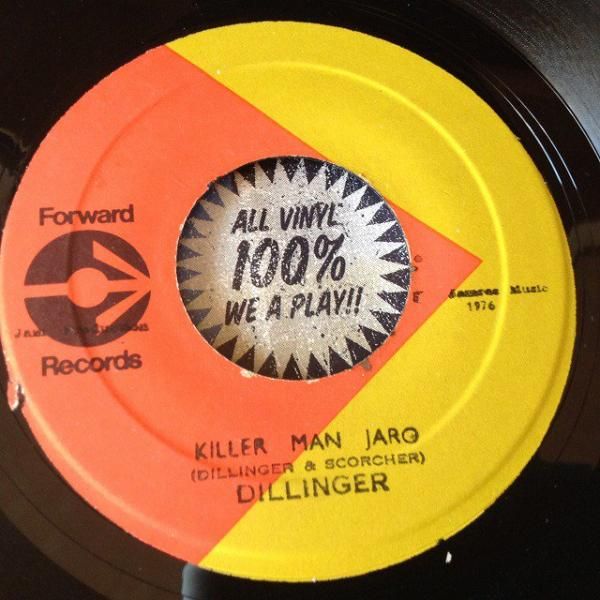 Forward
Records
ALL VINYL
100%
WE A PLAY!!
Music
1976
KILLER MAN JARO
(DILLINGER & SCORCHER)
DILLINGER